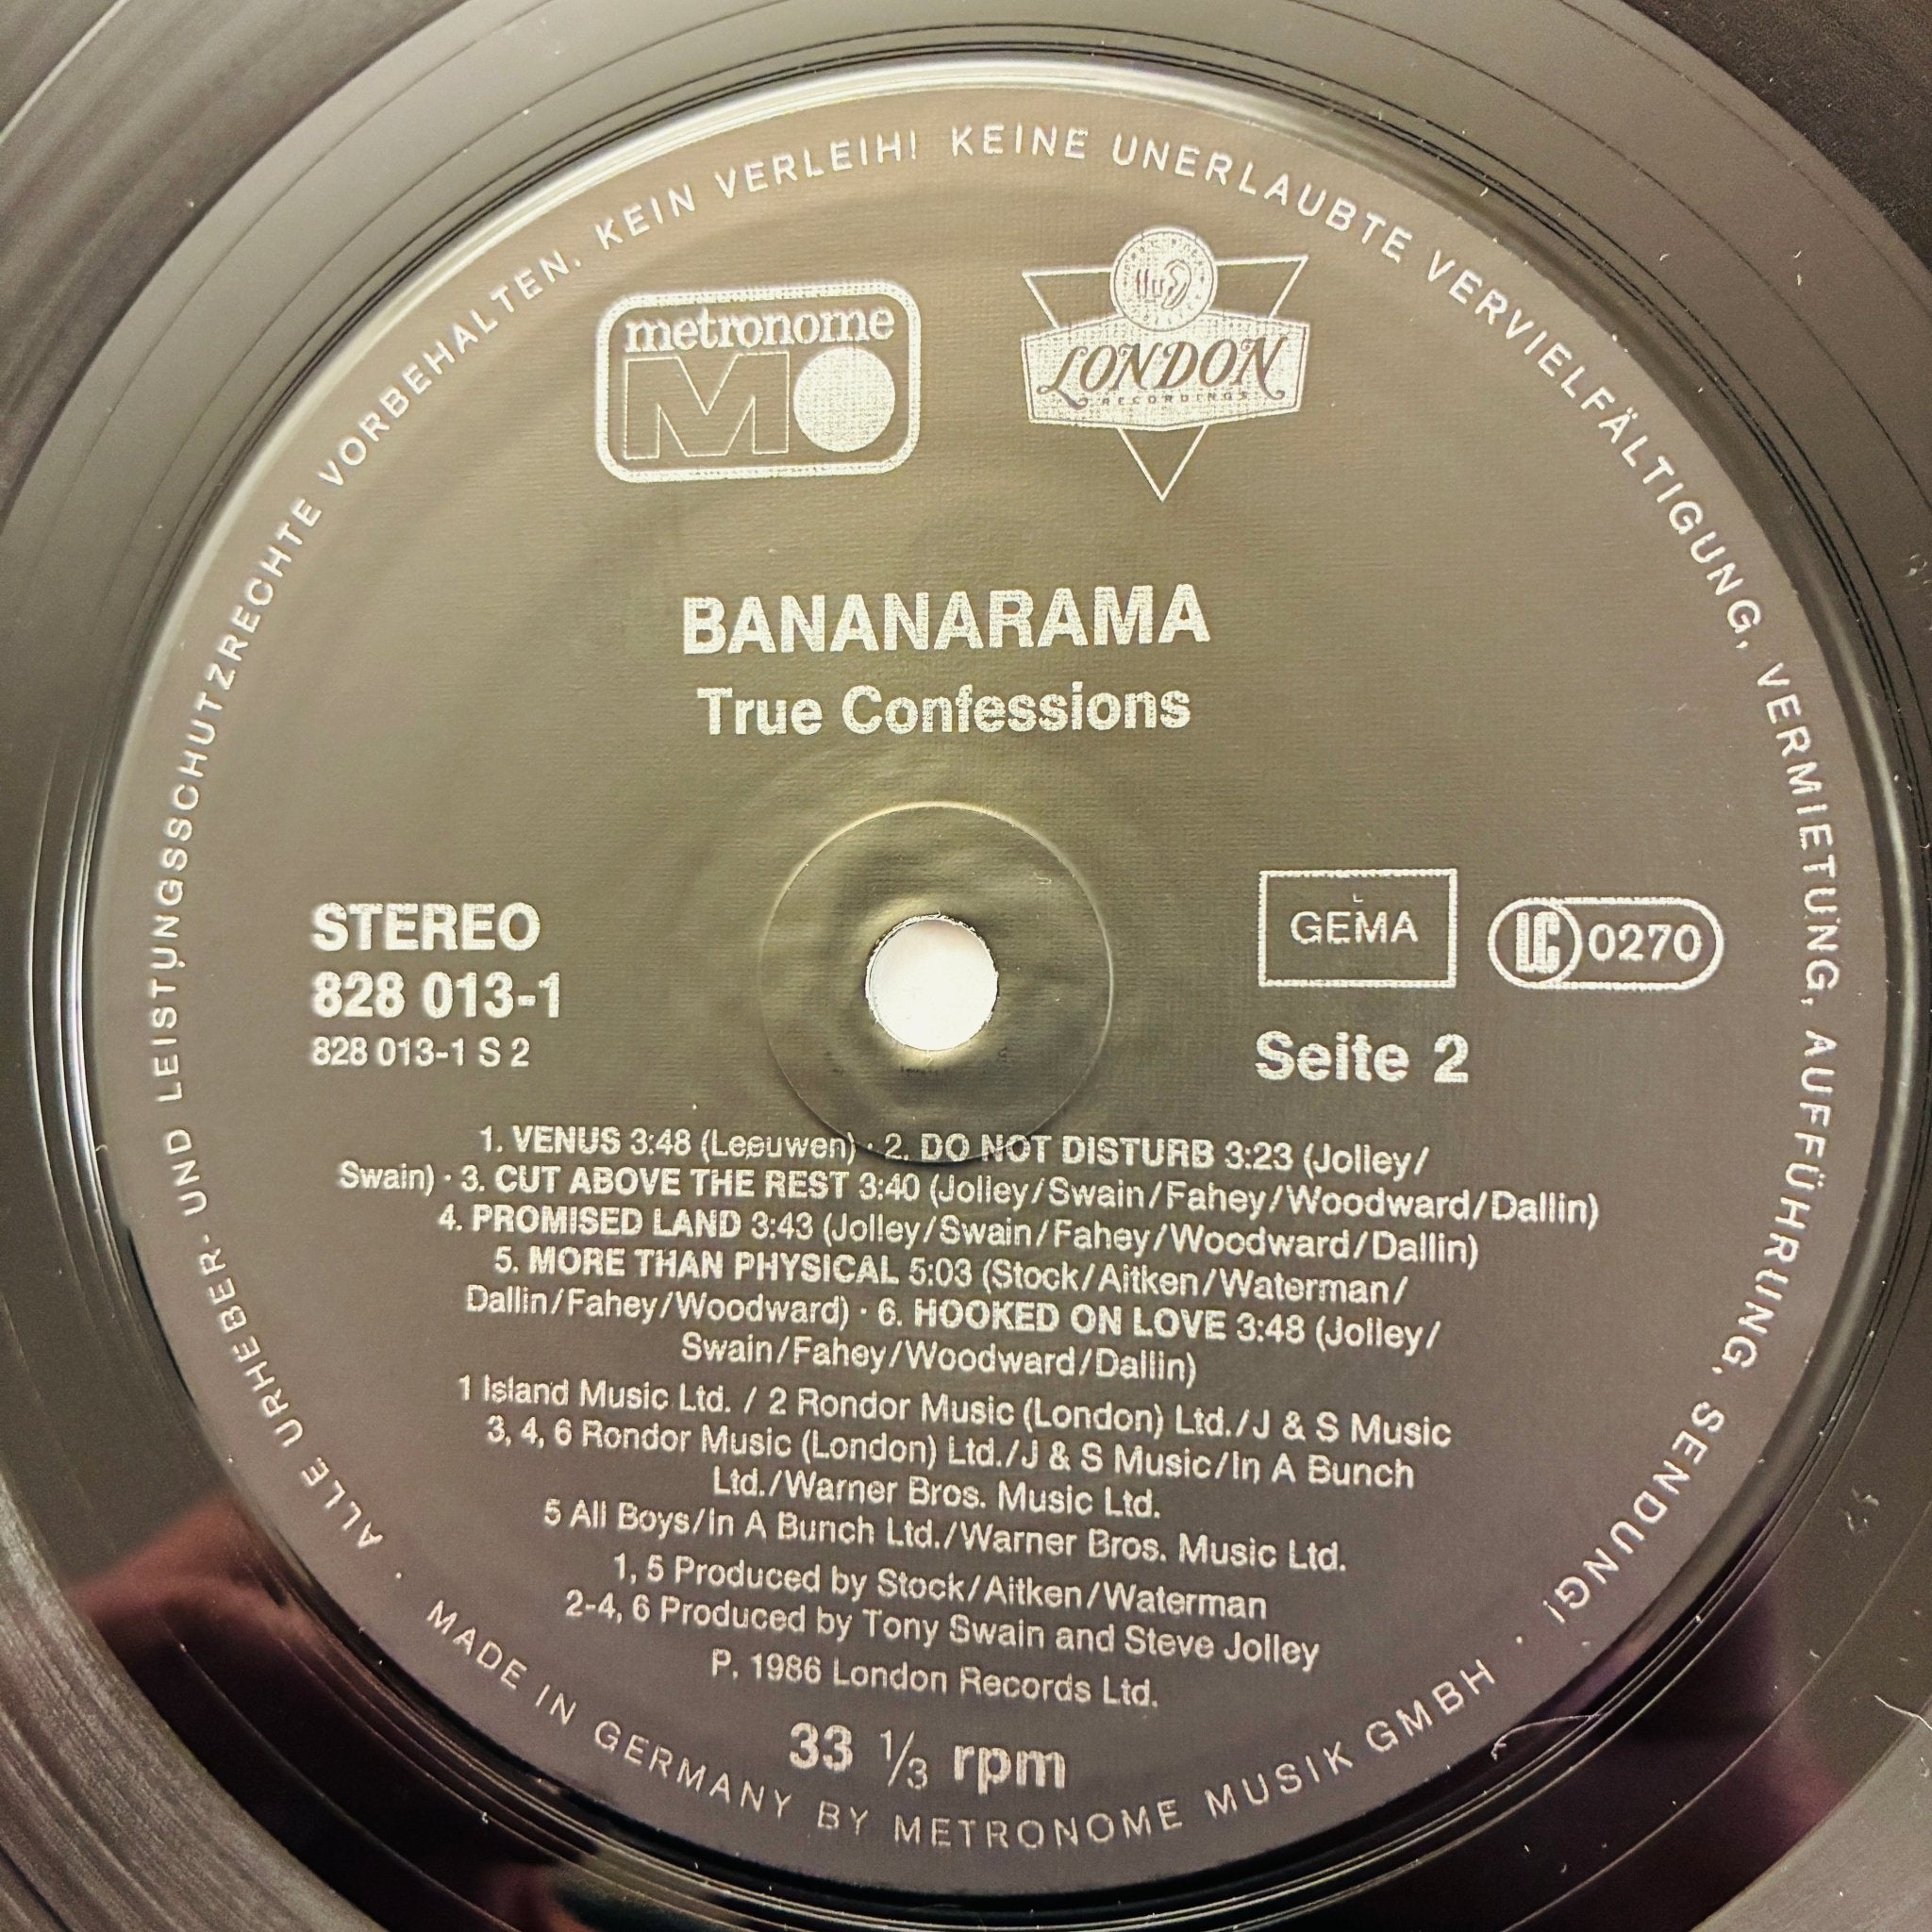 ALLE URHEBER- UND LEISTUNGSSCHUTZRECHTE VORBEHALTEN. KEIN VERLEIH! KEINE UNERLAUBTE VERVIELFÄLTIGUNG, VERMIETUNG, AUFFÜHRUNG, SENDUNG!
metronome
LONDON
RECORDINGS
BANANARAMA
True Confessions
STEREO
828 013-1
828 013-1 S 2
GEMA
LC 0270
Seite 2
1. VENUS 3:48 (Leeuwen) · 2. DO NOT DISTURB 3:23 (Jolley/
Swain) · 3. CUT ABOVE THE REST 3:40 (Jolley/Swain/Fahey/Woodward/Dallin)
4. PROMISED LAND 3:43 (Jolley/Swain/Fahey/Woodward/Dallin)
5. MORE THAN PHYSICAL 5:03 (Stock/Aitken/Waterman/
Dallin/Fahey/Woodward) · 6. HOOKED ON LOVE 3:48 (Jolley/
Swain/Fahey/Woodward/Dallin)
1 Island Music Ltd. / 2 Rondor Music (London) Ltd./J & S Music
3, 4, 6 Rondor Music (London) Ltd./J & S Music/In A Bunch
Ltd./Warner Bros. Music Ltd.
5 All Boys/In A Bunch Ltd./Warner Bros. Music Ltd.
1, 5 Produced by Stock/Aitken/Waterman
2-4, 6 Produced by Tony Swain and Steve Jolley
P. 1986 London Records Ltd.
33 1/3 rpm
· MADE IN GERMANY BY METRONOME MUSIK GMBH ·